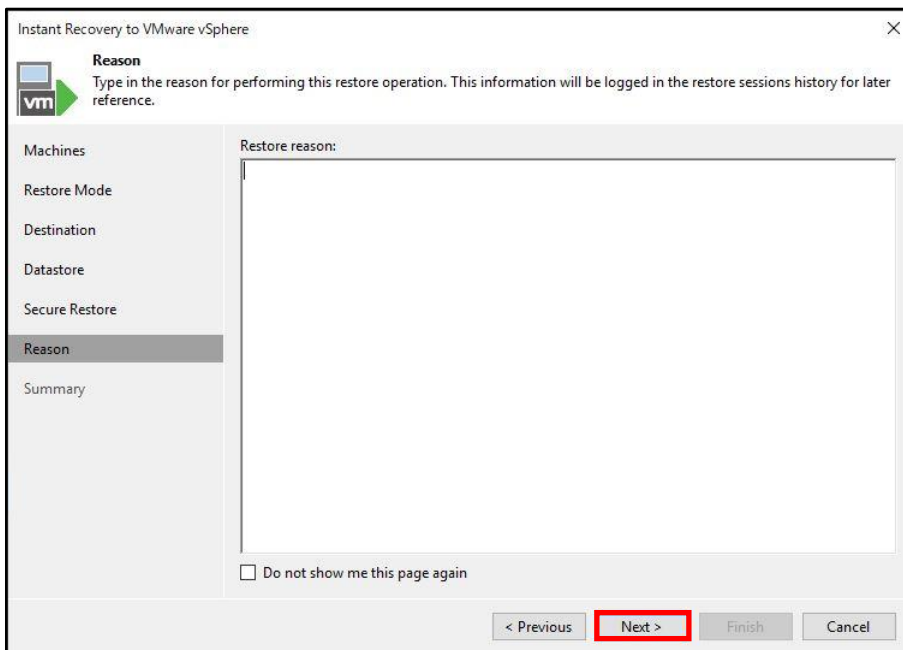 Instant Recovery to VMware vSphere
Reason
Type in the reason for performing this restore operation. This information will be logged in the restore sessions history for later
reference.
vm
Machines
Restore Mode
Destination
Datastore
Secure Restore
Reason
Summary
Restore reason:
Do not show me this page again
< Previous
Next >
Finish
Cancel